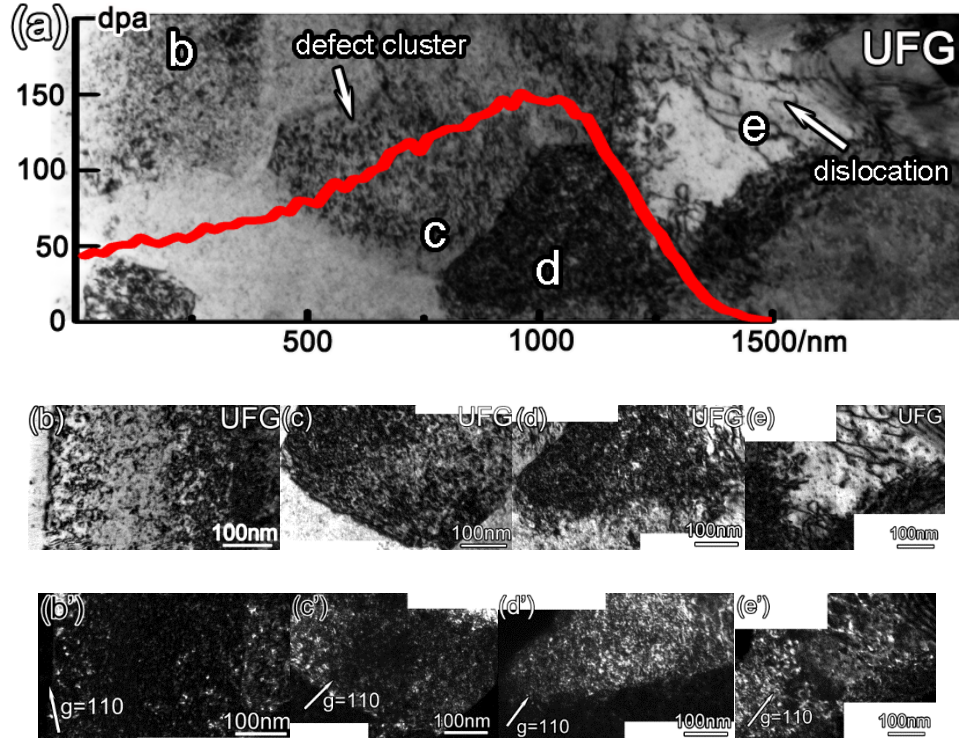 (a) dpa
b
defect cluster
UFG
150
e
100
dislocation
c
50
d
0
500 1000 1500/nm
(b) UFG (c) UFG (d) UFG (e) UFG
100nm 100nm 100nm 100nm
(b') (c') (d') (e')
g=110 g=110 g=110 g=110
100nm 100nm 100nm 100nm